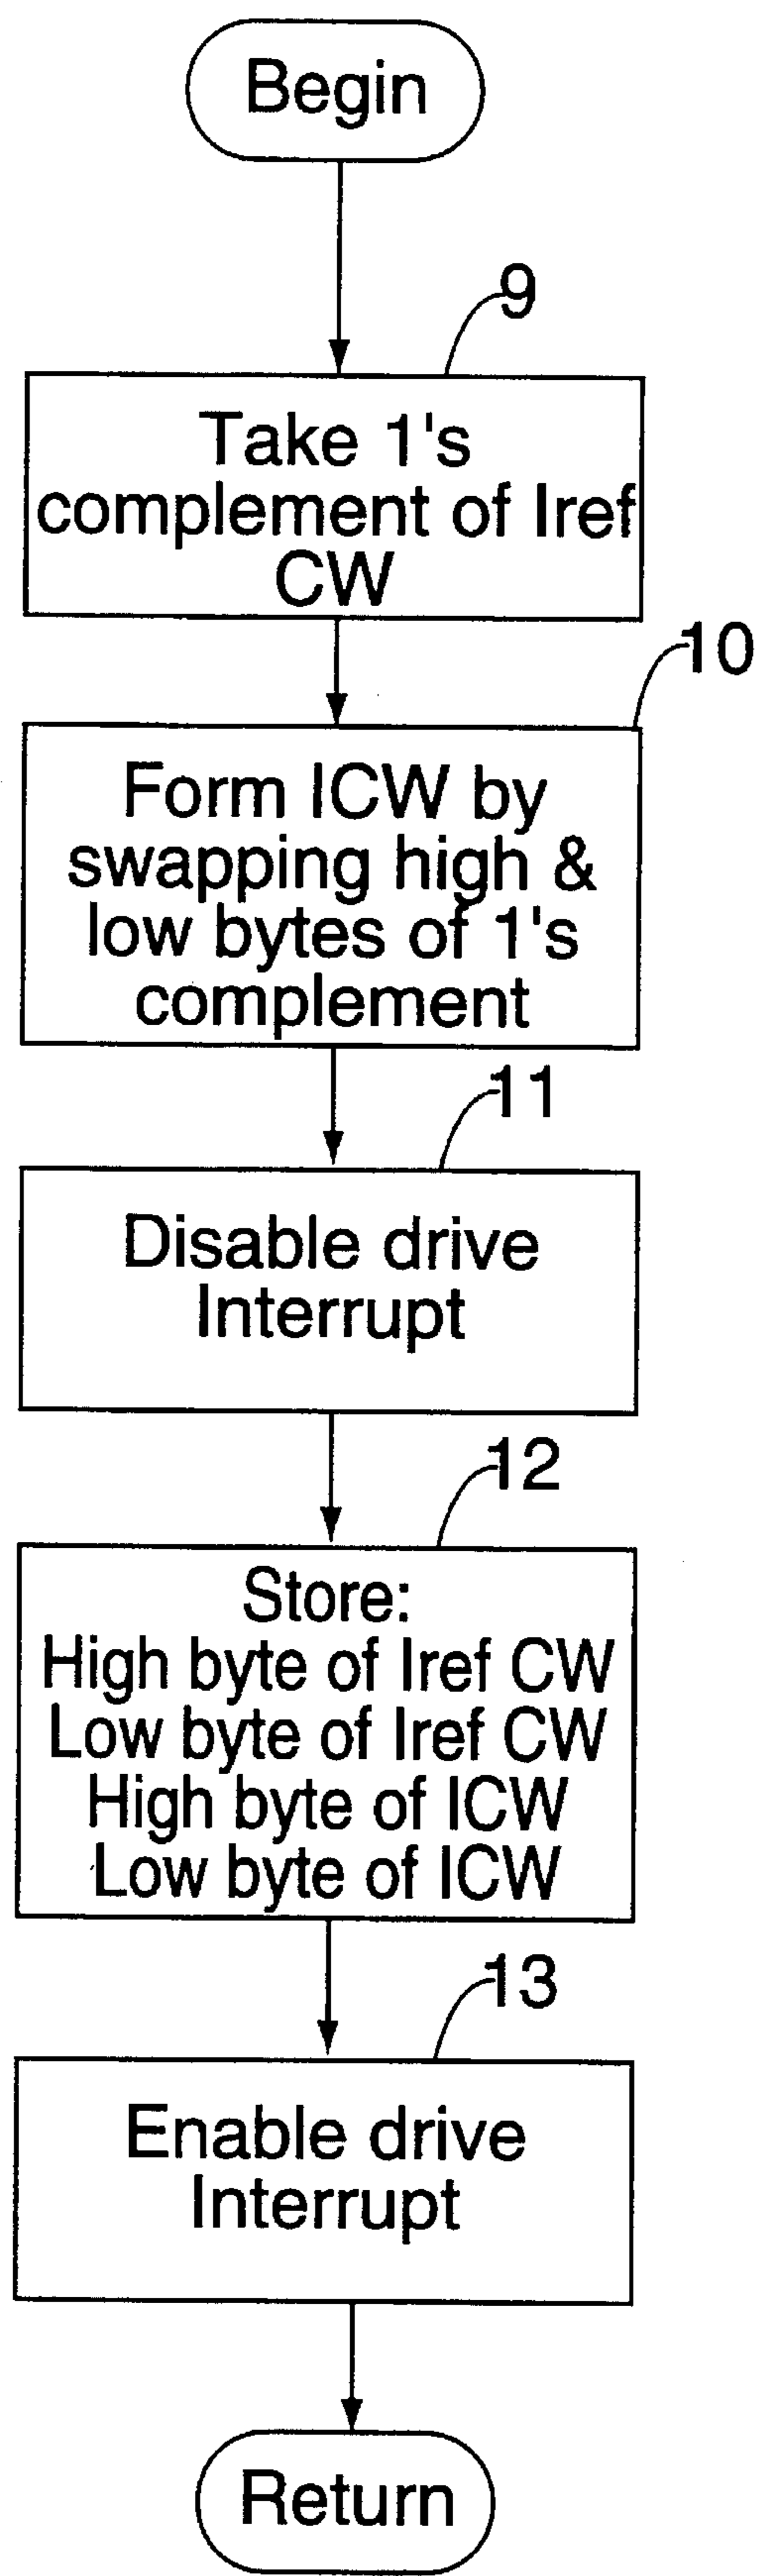 Begin
9
Take 1's
complement of Iref
CW
10
Form ICW by
swapping high &
low bytes of 1's
complement
11
Disable drive
Interrupt
12
Store:
High byte of Iref CW
Low byte of Iref CW
High byte of ICW
Low byte of ICW
13
Enable drive
Interrupt
Return